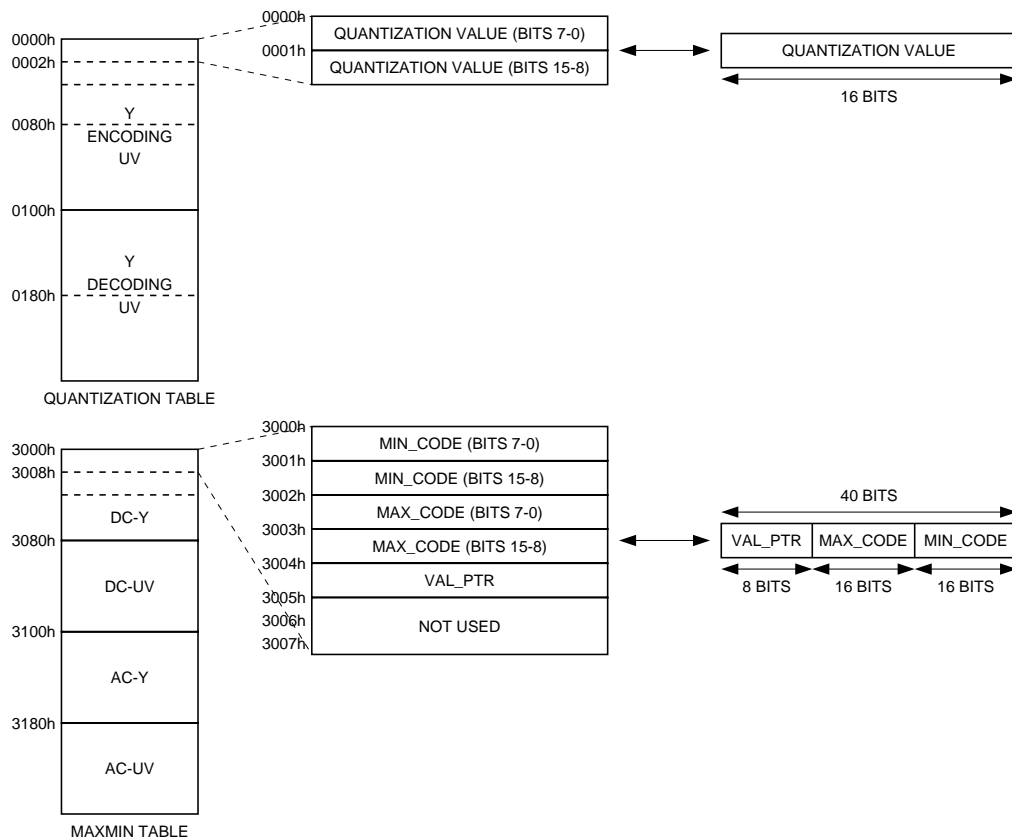 0000h
0002h
Y
0080h
ENCODING
UV
0100h
Y
DECODING
0180h
UV
QUANTIZATION TABLE
0000h
QUANTIZATION VALUE (BITS 7-0)
0001h
QUANTIZATION VALUE (BITS 15-8)
QUANTIZATION VALUE
16 BITS
3000h
3008h
DC-Y
3080h
DC-UV
3100h
AC-Y
3180h
AC-UV
MAXMIN TABLE
3000h
MIN_CODE (BITS 7-0)
3001h
MIN_CODE (BITS 15-8)
3002h
MAX_CODE (BITS 7-0)
3003h
MAX_CODE (BITS 15-8)
3004h
VAL_PTR
3005h
3006h
NOT USED
3007h
40 BITS
VAL_PTR MAX_CODE MIN_CODE
8 BITS 16 BITS 16 BITS